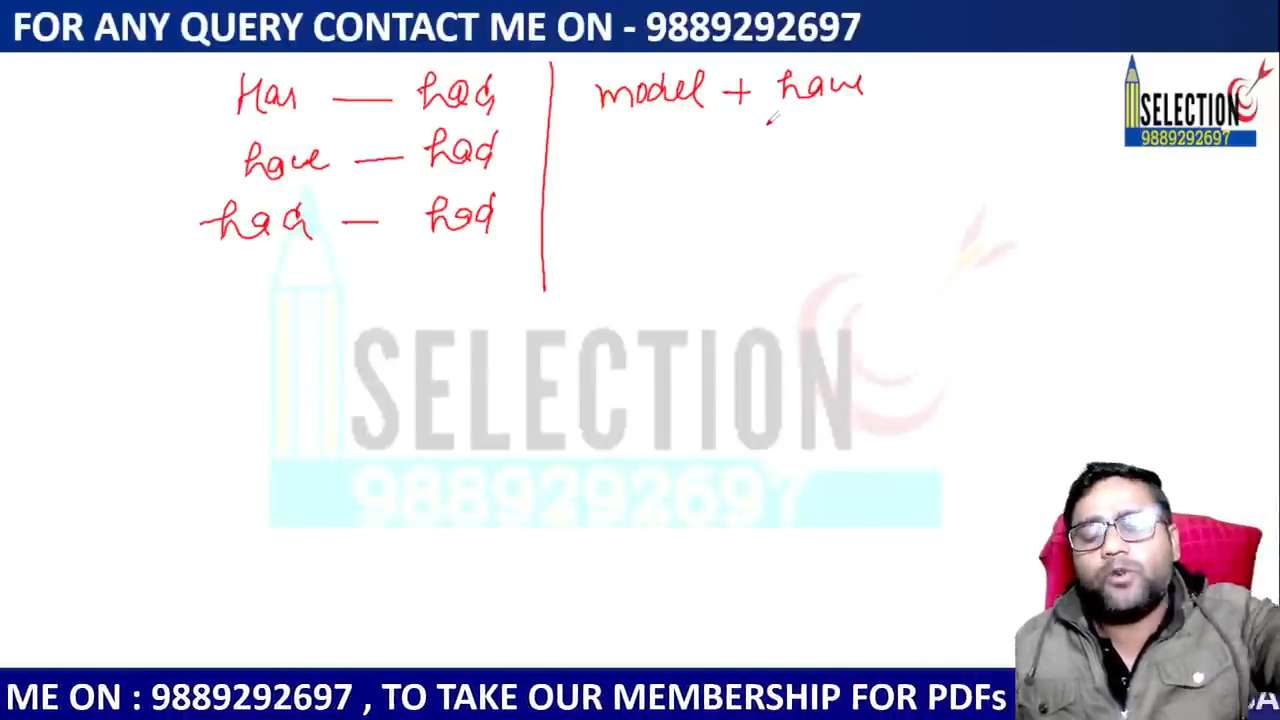 FOR ANY QUERY CONTACT ME ON - 9889292697
Has — had
have — had
had — had
model + have
SELECTION
9889292697
SELECTION
9889292697
ME ON : 9889292697 , TO TAKE OUR MEMBERSHIP FOR PDFs